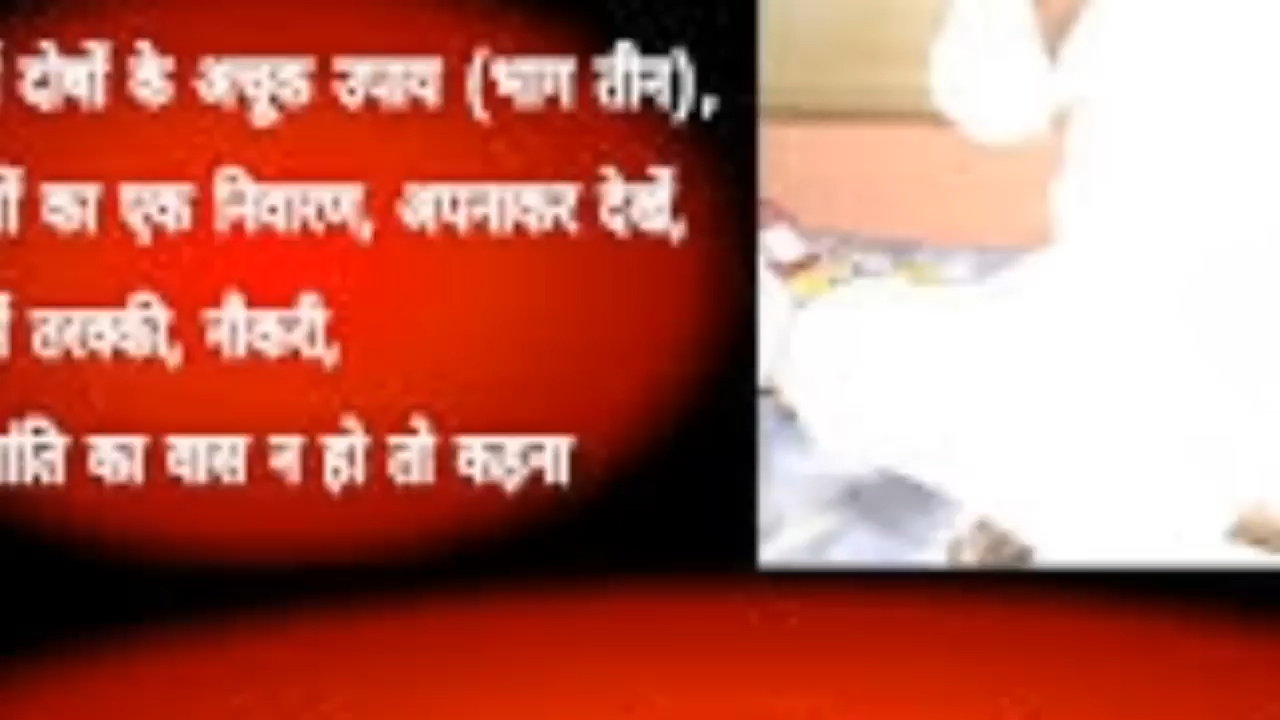 दोषों के अचूक उपाय (भाग तीन),
का एक निवारण, अपनाकर देखें,
तरक्की, नौकरी,
का वास न हो तो कहना